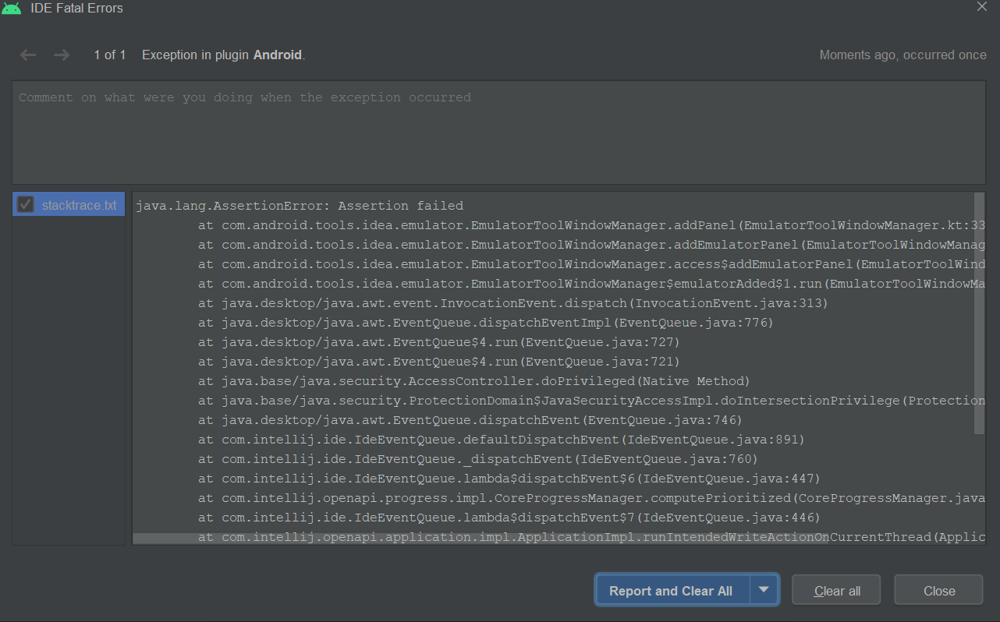 IDE Fatal Errors
1 of 1 Exception in plugin Android. Moments ago, occurred once
Comment on what were you doing when the exception occurred
stacktrace.txt
java.lang.AssertionError: Assertion failed
at com.android.tools.idea.emulator.EmulatorToolWindowManager.addPanel(EmulatorToolWindowManager.kt:33
at com.android.tools.idea.emulator.EmulatorToolWindowManager.addEmulatorPanel(EmulatorToolWindowManag
at com.android.tools.idea.emulator.EmulatorToolWindowManager.access$addEmulatorPanel(EmulatorToolWind
at com.android.tools.idea.emulator.EmulatorToolWindowManager$emulatorAdded$1.run(EmulatorToolWindowMa
at java.desktop/java.awt.event.InvocationEvent.dispatch(InvocationEvent.java:313)
at java.desktop/java.awt.EventQueue.dispatchEventImpl(EventQueue.java:776)
at java.desktop/java.awt.EventQueue$4.run(EventQueue.java:727)
at java.desktop/java.awt.EventQueue$4.run(EventQueue.java:721)
at java.base/java.security.AccessController.doPrivileged(Native Method)
at java.base/java.security.ProtectionDomain$JavaSecurityAccessImpl.doIntersectionPrivilege(Protection
at java.desktop/java.awt.EventQueue.dispatchEvent(EventQueue.java:746)
at com.intellij.ide.IdeEventQueue.defaultDispatchEvent(IdeEventQueue.java:891)
at com.intellij.ide.IdeEventQueue._dispatchEvent(IdeEventQueue.java:760)
at com.intellij.ide.IdeEventQueue.lambda$dispatchEvent$6(IdeEventQueue.java:447)
at com.intellij.openapi.progress.impl.CoreProgressManager.computePrioritized(CoreProgressManager.java
at com.intellij.ide.IdeEventQueue.lambda$dispatchEvent$7(IdeEventQueue.java:446)
at com.intellij.openapi.application.impl.ApplicationImpl.runIntendedWriteActionOnCurrentThread(Applic
Report and Clear All
Clear all
Close